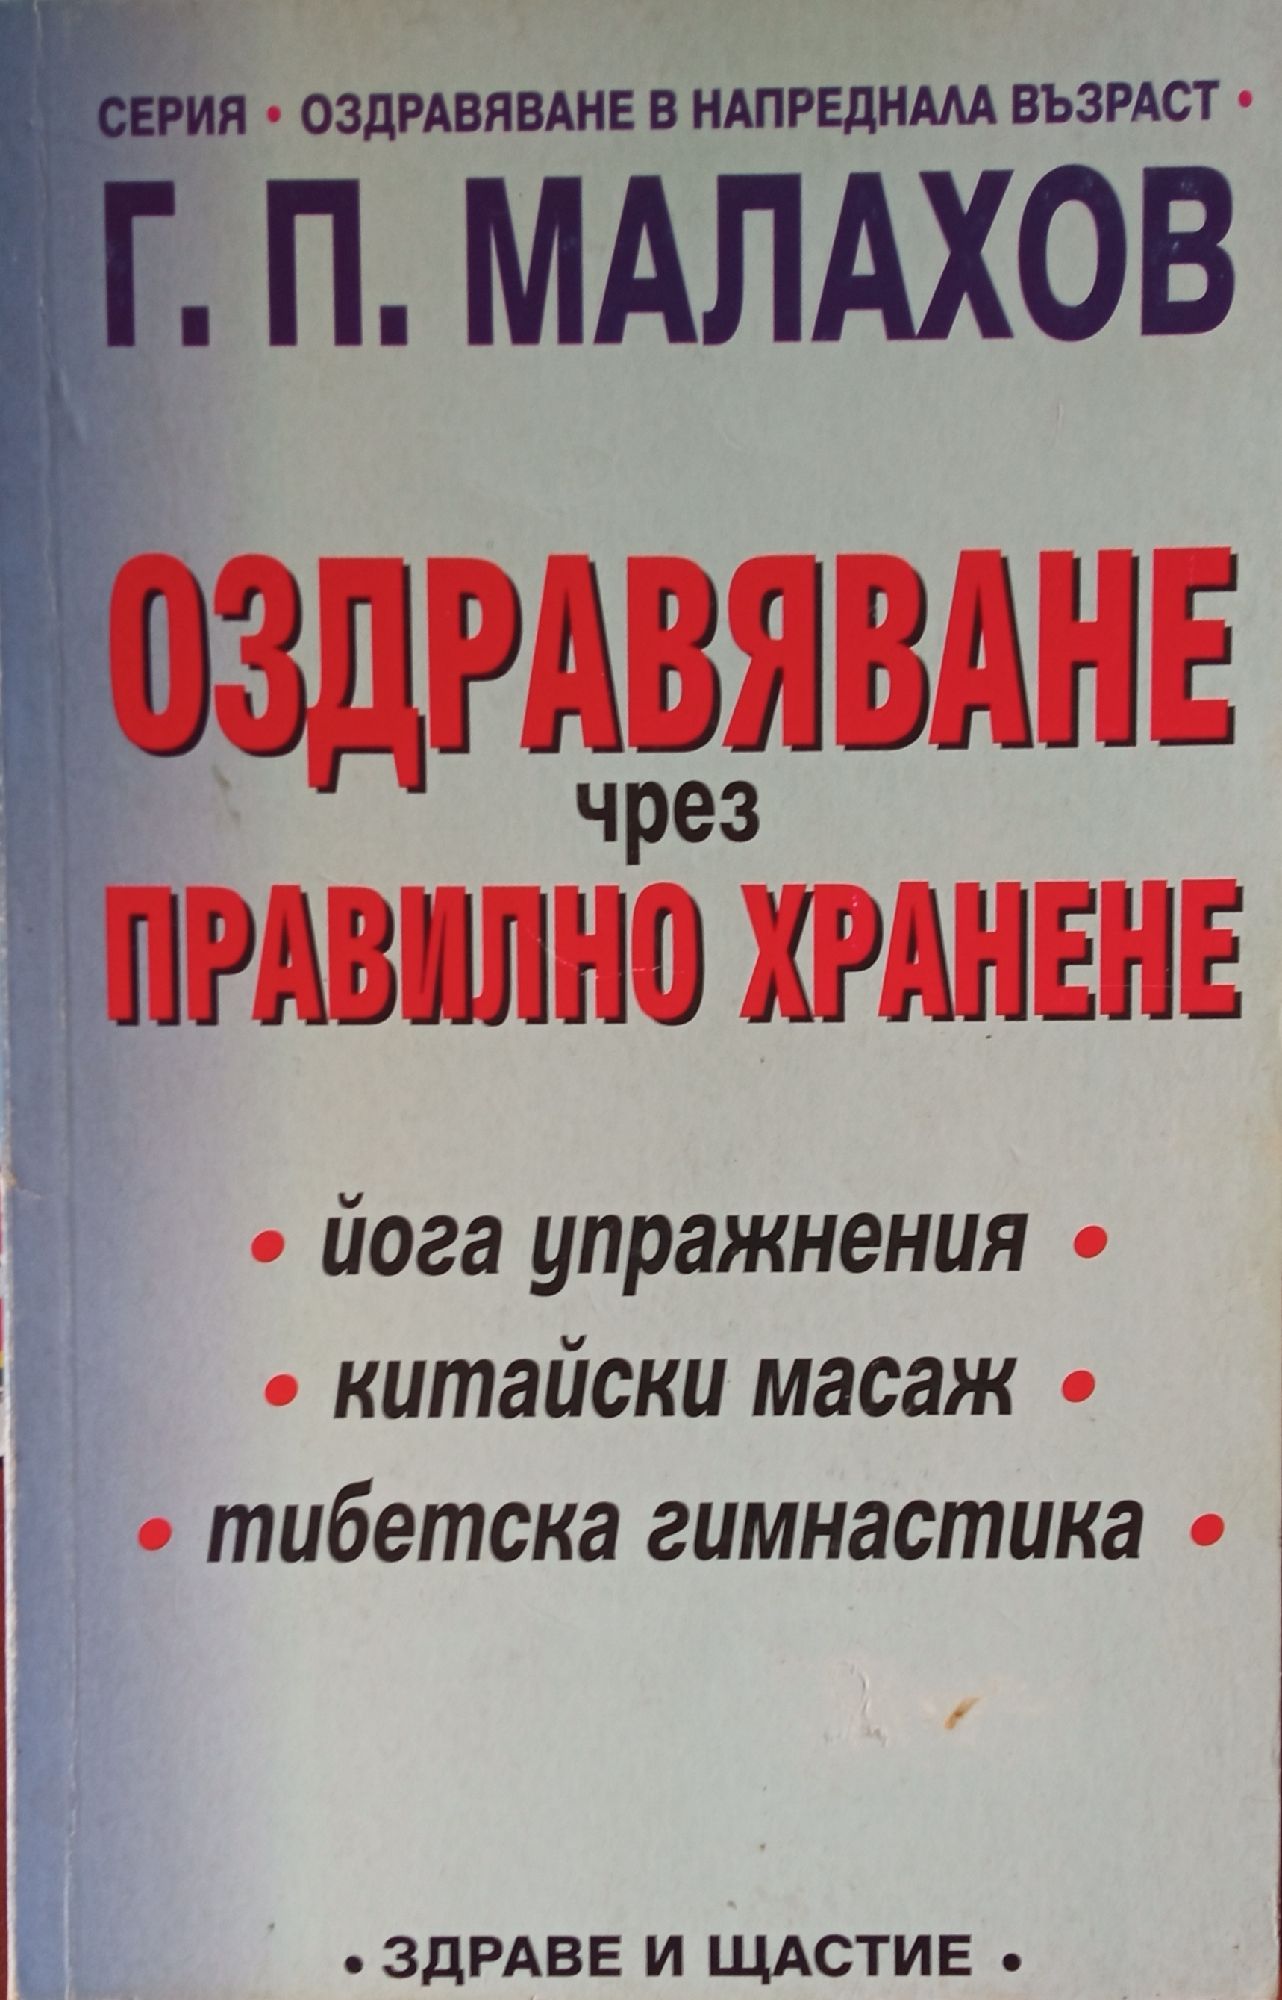 СЕРИЯ • ОЗДРАВЯВАНЕ В НАПРЕДНАЛА ВЪЗРАСТ •
Г. П. МАЛАХОВ
ОЗДРАВЯВАНЕ
чрез
ПРАВИЛНО ХРАНЕНЕ
• йога упражнения •
• китайски масаж •
• тибетска гимнастика •
• ЗДРАВЕ И ЩАСТИЕ •